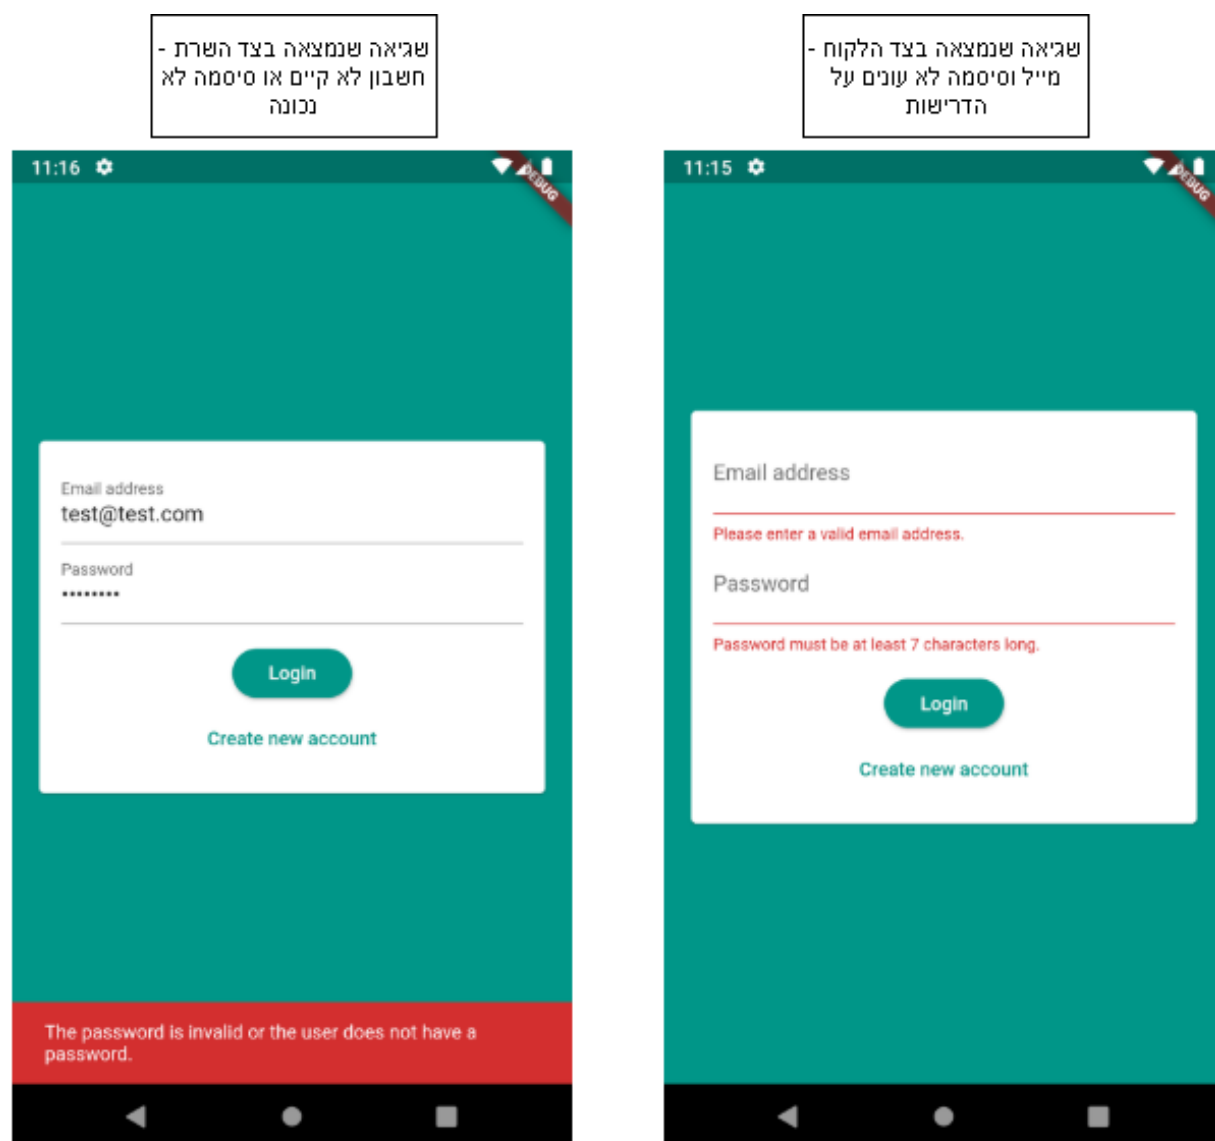 שגיאה שנמצאה בצד השרת -
חשבון לא קיים או סיסמה לא
נכונה
11:16
DEBUG
Email address
test@test.com
Password
••••••••
Login
Create new account
The password is invalid or the user does not have a
password.
שגיאה שנמצאה בצד הלקוח -
מייל וסיסמה לא עונים על
הדרישות
11:15
DEBUG
Email address
Please enter a valid email address.
Password
Password must be at least 7 characters long.
Login
Create new account